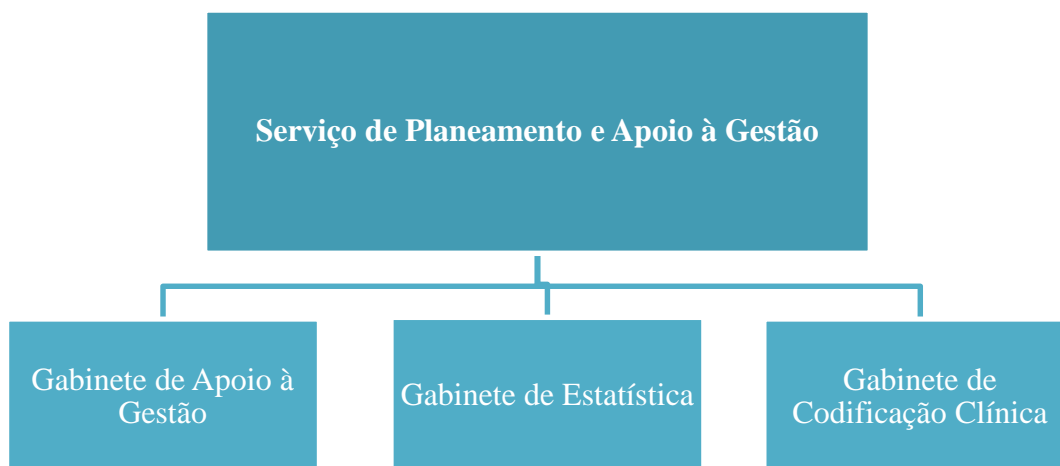 Serviço de Planeamento e Apoio à Gestão
Gabinete de Apoio à
Gestão
Gabinete de Estatística
Gabinete de
Codificação Clínica